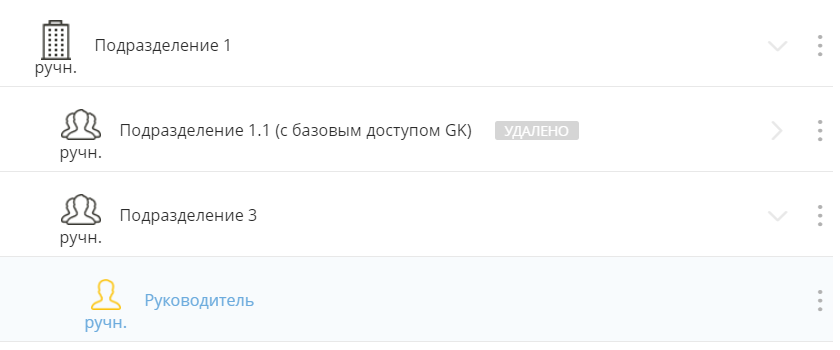 Подразделение 1
ручн.
Подразделение 1.1 (с базовым доступом GK) УДАЛЕНО
ручн.
Подразделение 3
ручн.
Руководитель
ручн.